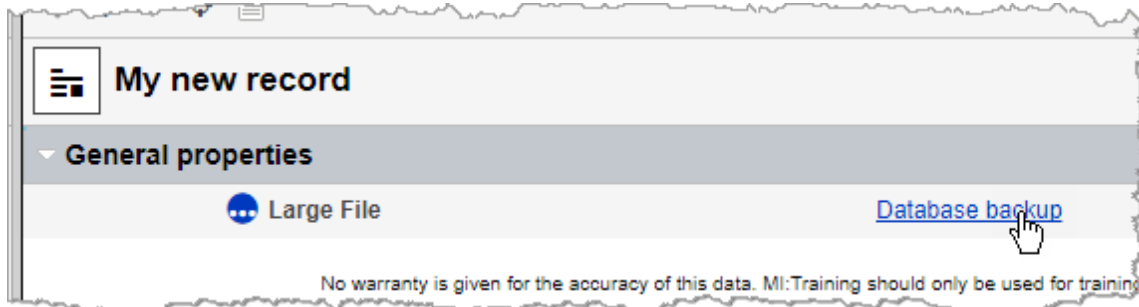 My new record
General properties
Large File Database backup
No warranty is given for the accuracy of this data. MI:Training should only be used for training